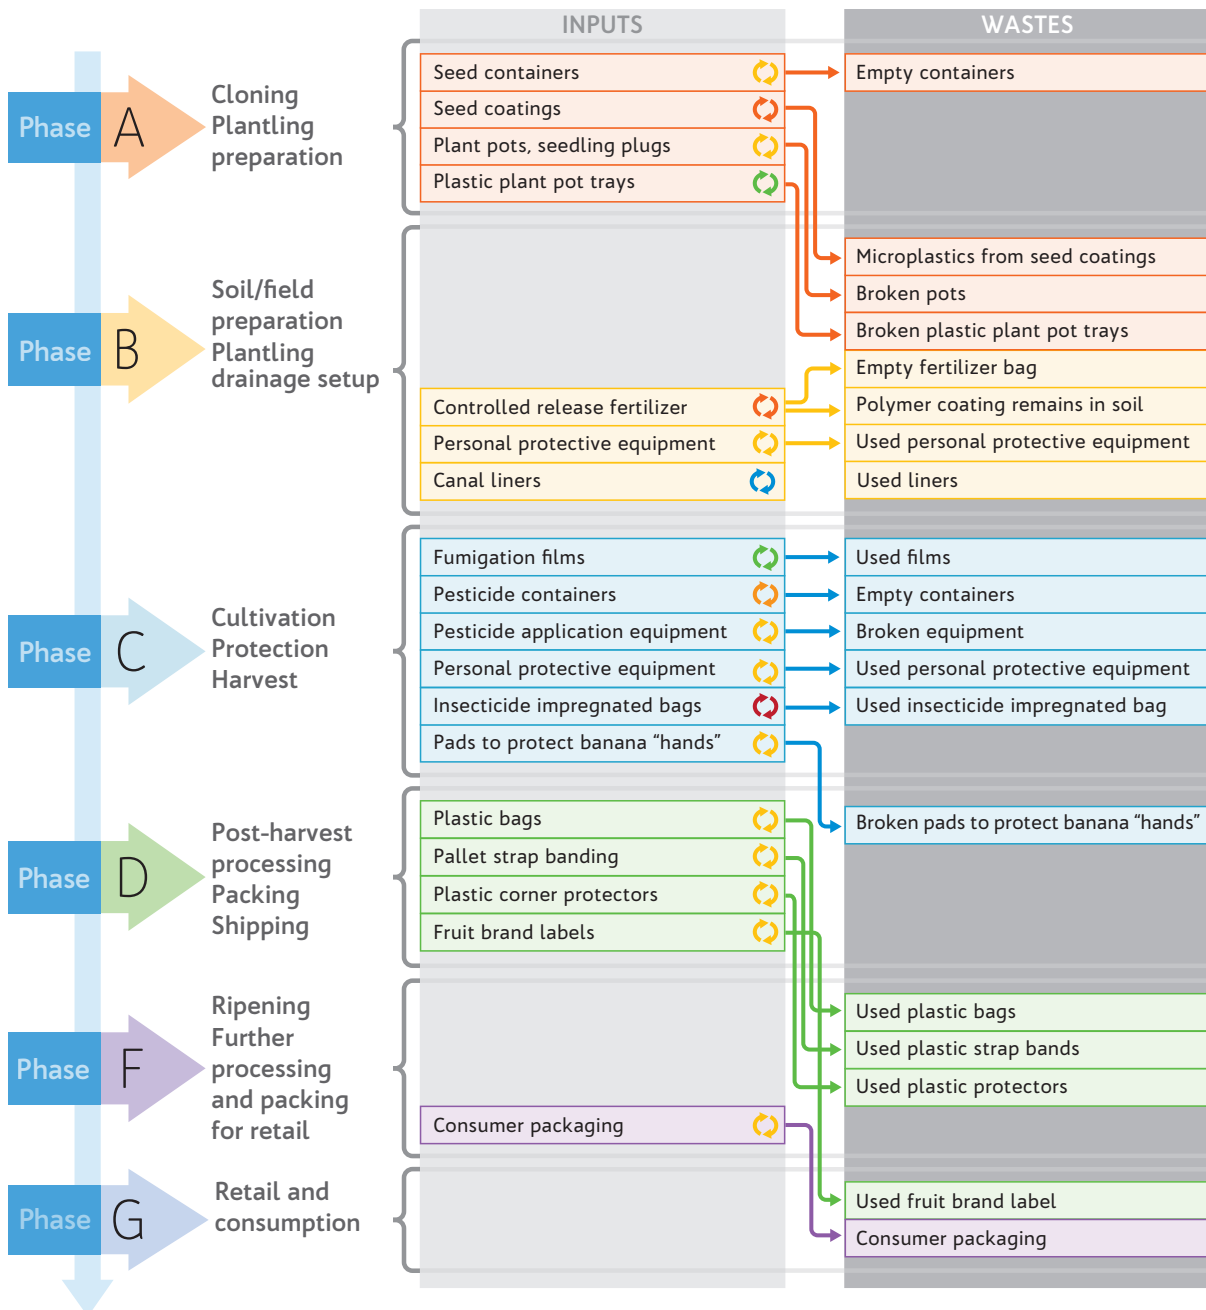 INPUTS
WASTES
Phase A
Cloning
Plantling
preparation
Seed containers
Empty containers
Seed coatings
Plant pots, seedling plugs
Plastic plant pot trays
Phase B
Soil/field
preparation
Plantling
drainage setup
Microplastics from seed coatings
Broken pots
Broken plastic plant pot trays
Empty fertilizer bag
Controlled release fertilizer
Polymer coating remains in soil
Personal protective equipment
Used personal protective equipment
Canal liners
Used liners
Phase C
Cultivation
Protection
Harvest
Fumigation films
Used films
Pesticide containers
Empty containers
Pesticide application equipment
Broken equipment
Personal protective equipment
Used personal protective equipment
Insecticide impregnated bags
Used insecticide impregnated bag
Pads to protect banana “hands”
Phase D
Post-harvest
processing
Packing
Shipping
Plastic bags
Broken pads to protect banana “hands”
Pallet strap banding
Plastic corner protectors
Fruit brand labels
Phase F
Ripening
Further
processing
and packing
for retail
Used plastic bags
Used plastic strap bands
Used plastic protectors
Consumer packaging
Phase G
Retail and
consumption
Used fruit brand label
Consumer packaging